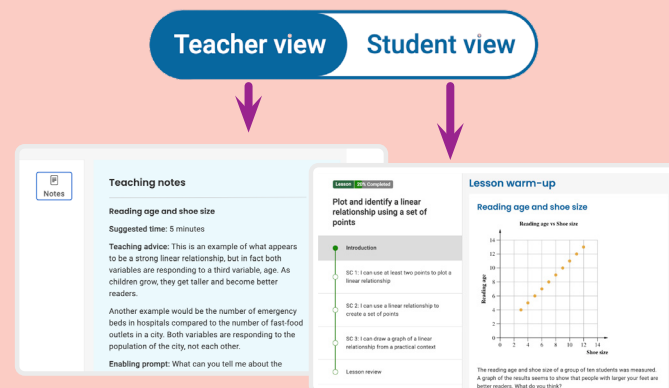 Teacher view
Student view
Notes
Teaching notes
Reading age and shoe size
Suggested time: 5 minutes
Teaching advice: This is an example of what appears
to be a strong linear relationship, but in fact both
variables are responding to a third variable, age. As
children grow, they get taller and become better
readers.
Another example would be the number of emergency
beds in hospitals compared to the number of fast-food
outlets in a city. Both variables are responding to the
population of the city, not each other.
Enabling prompt: What can you tell me about the
Lesson
25% Completed
Plot and identify a linear
relationship using a set of
points
Introduction
SC 1: I can use at least two points to plot a
linear relationship
SC 2: I can use a linear relationship to
create a set of points
SC 3: I can draw a graph of a linear
relationship from a practical context
Lesson review
Lesson warm-up
Reading age and shoe size
Reading age vs Shoe size
Reading age
14
12
10
8
6
4
2
0
0 2 4 6 8 10 12 14
Shoe size
The reading age and shoe size of a group of ten students was measured.
A graph of the results seems to show that people with larger your feet are
better readers. What do you think?